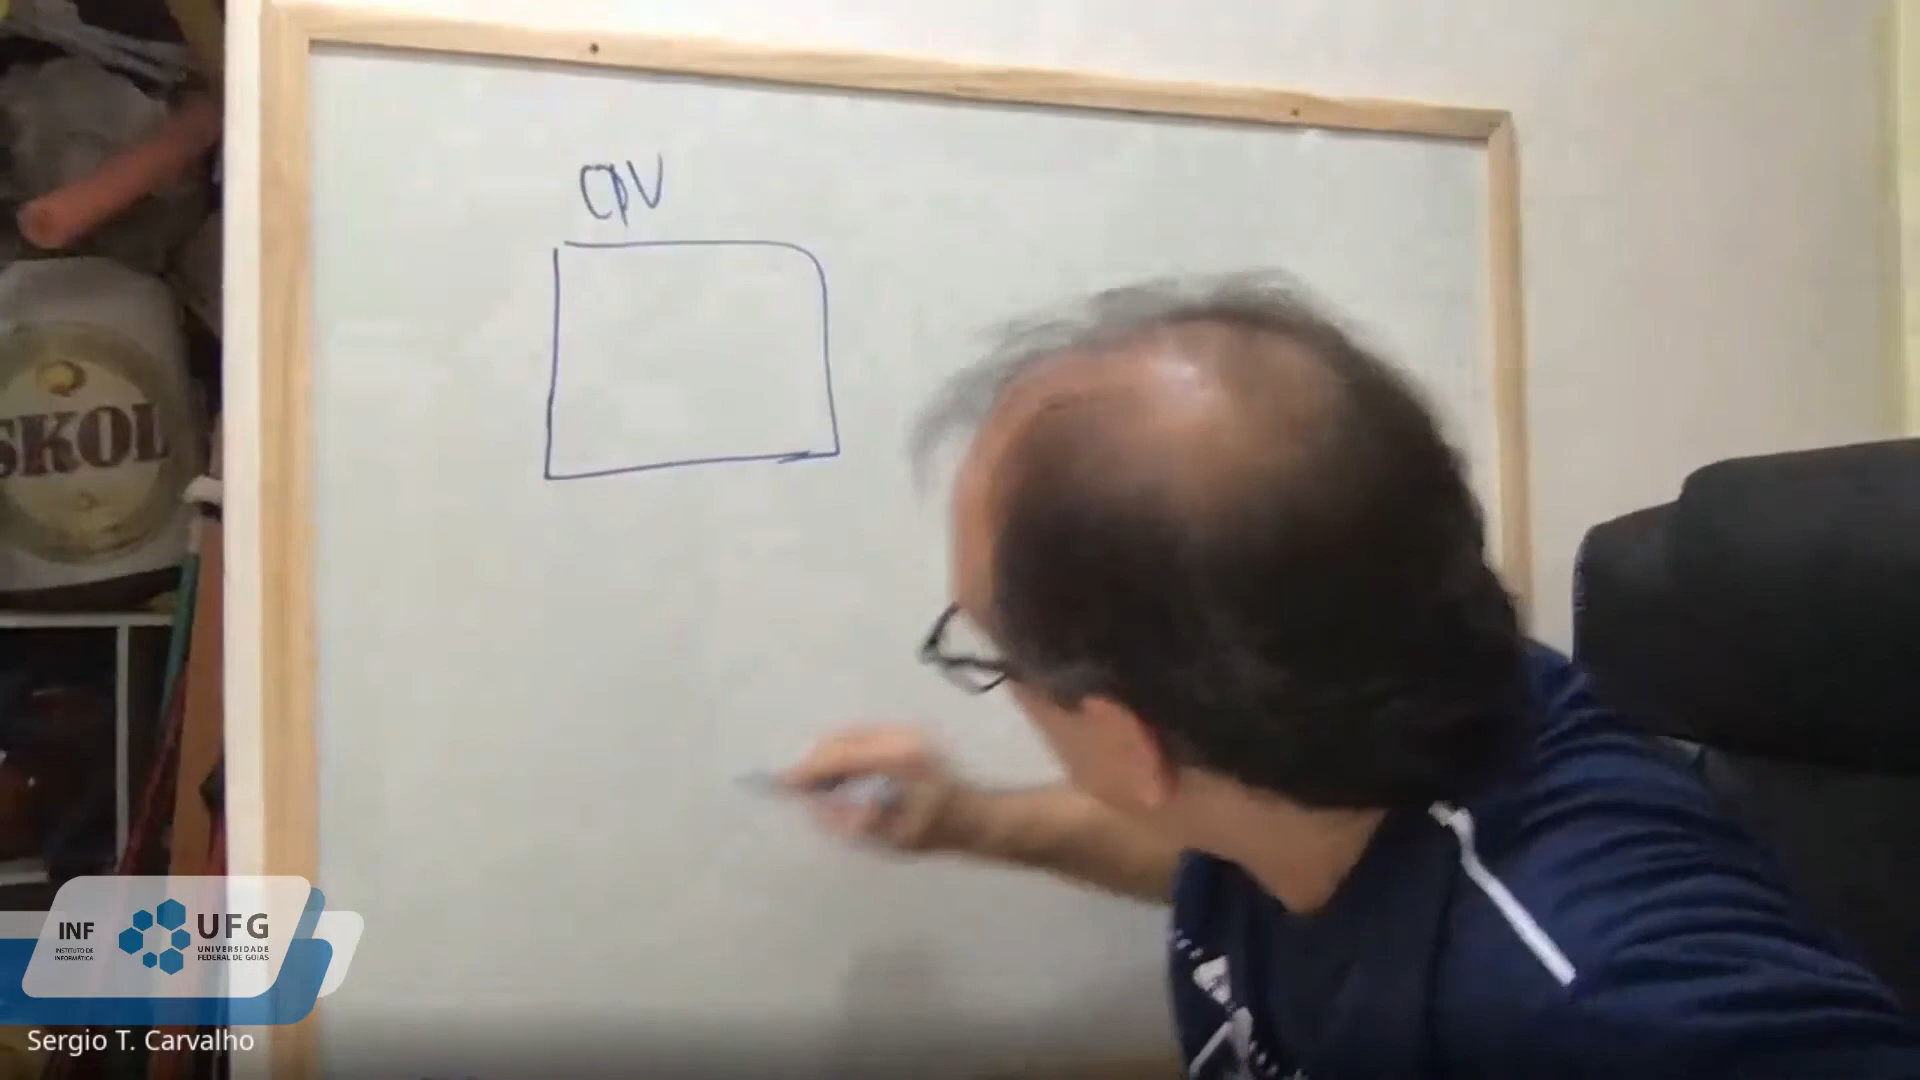 CPU
SKOL
INF
INSTITUTO DE
INFORMÁTICA
UFG
UNIVERSIDADE
FEDERAL DE GOIÁS
Sergio T. Carvalho